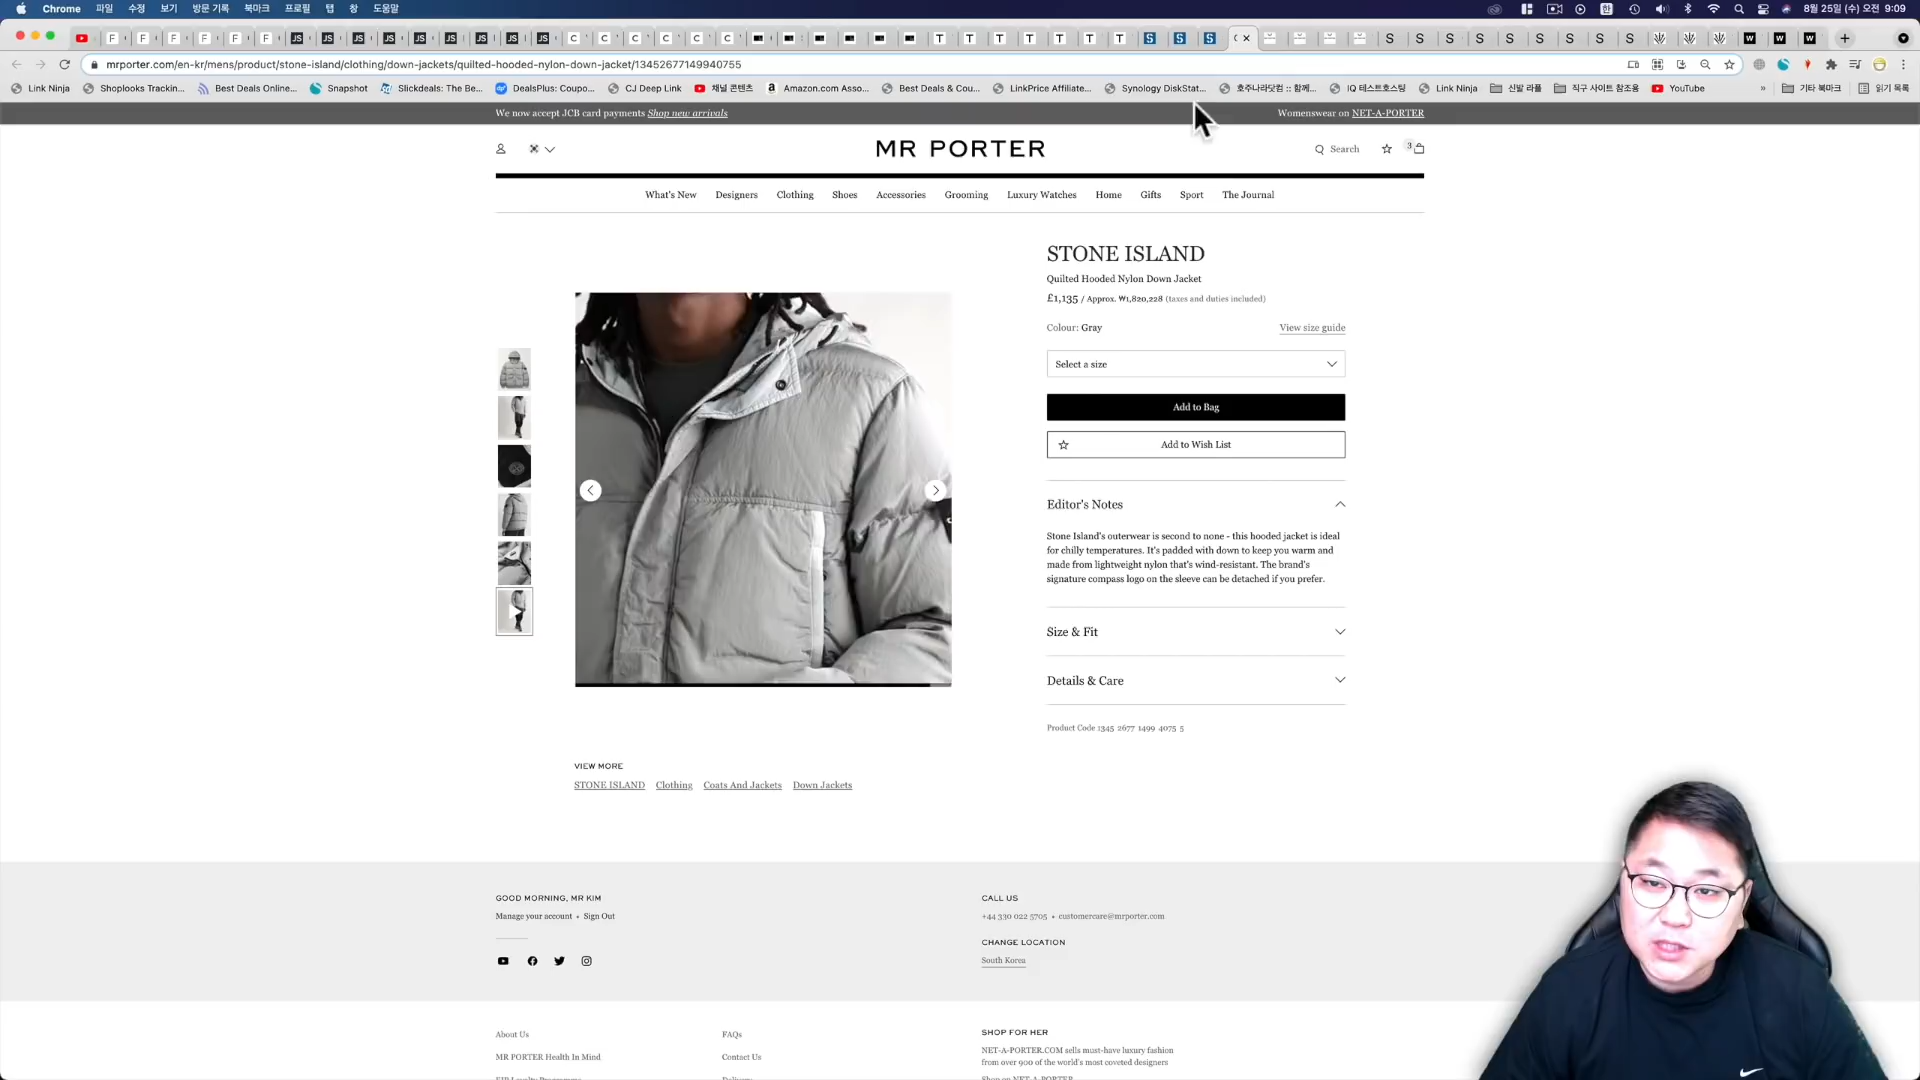 Chrome 파일 수정 보기 방문 기록 북마크 프로필 탭 창 도움말
8월 25일 (수) 오전 9:09
mrporter.com/en-kr/mens/product/stone-island/clothing/down-jackets/quilted-hooded-nylon-down-jacket/13452677149940755
Link Ninja Shoplooks Trackin... Best Deals Online... Snapshot Slickdeals: The Be... DealsPlus: Coupo... CJ Deep Link 채널 콘텐츠 Amazon.com Asso... Best Deals & Cou... LinkPrice Affiliate... Synology DiskStat... 호주나라닷컴 :: 함께... IQ 테스트호스팅 Link Ninja 신발 라플 직구 사이트 참조용 YouTube » 기타 북마크 읽기 목록
We now accept JCB card payments Shop new arrivals
Womenswear on NET-A-PORTER
MR PORTER
Search
3
What's New Designers Clothing Shoes Accessories Grooming Luxury Watches Home Gifts Sport The Journal
STONE ISLAND
Quilted Hooded Nylon Down Jacket
£1,135 / Approx. ₩1,820,228 (taxes and duties included)
Colour: Gray
View size guide
Select a size
Add to Bag
Add to Wish List
Editor's Notes
Stone Island's outerwear is second to none - this hooded jacket is ideal
for chilly temperatures. It's padded with down to keep you warm and
made from lightweight nylon that's wind-resistant. The brand's
signature compass logo on the sleeve can be detached if you prefer.
Size & Fit
Details & Care
Product Code 1345 2677 1499 4075 5
VIEW MORE
STONE ISLAND Clothing Coats And Jackets Down Jackets
GOOD MORNING, MR KIM
Manage your account • Sign Out
CALL US
+44 330 022 5705 • customercare@mrporter.com
CHANGE LOCATION
South Korea
About Us
MR PORTER Health In Mind
FAQs
Contact Us
SHOP FOR HER
NET-A-PORTER.COM sells must-have luxury fashion
from over 900 of the world's most coveted designers
Shop on NET-A-PORTER